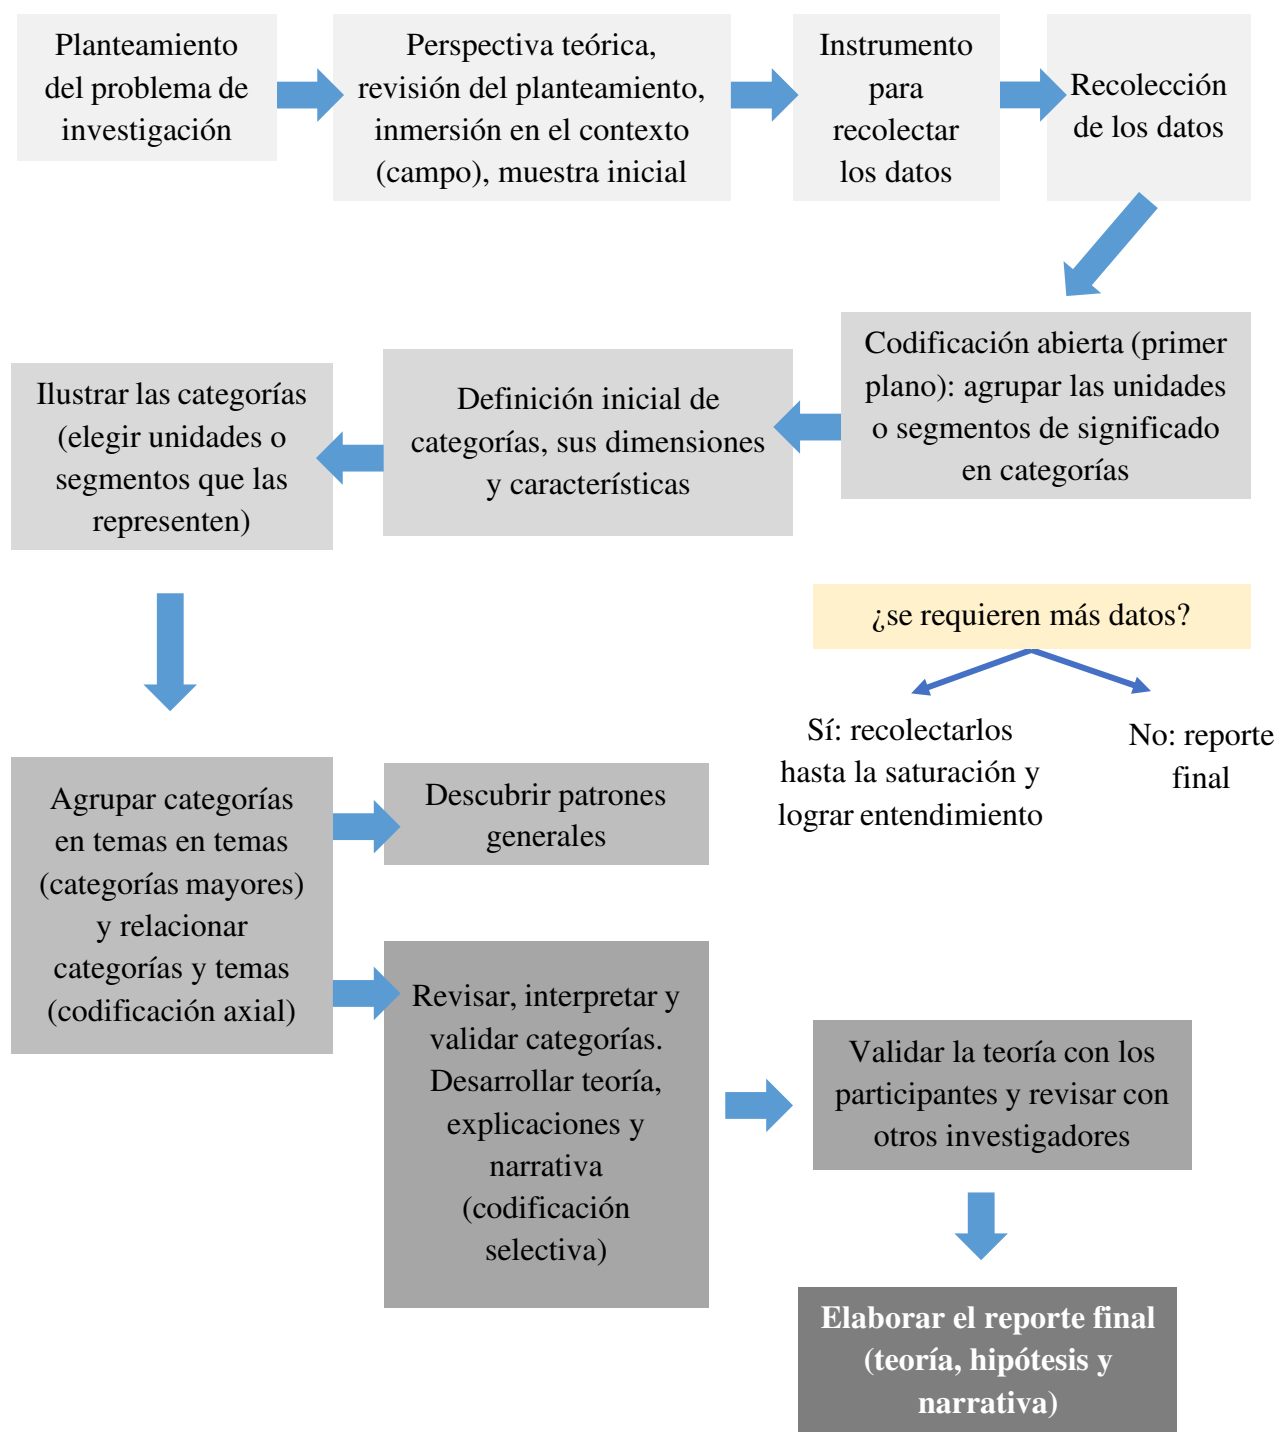 Planteamiento
del problema de
investigación
Perspectiva teórica,
revisión del planteamiento,
inmersión en el contexto
(campo), muestra inicial
Instrumento
para
recolectar
los datos
Recolección
de los datos
Codificación abierta (primer
plano): agrupar las unidades
o segmentos de significado
en categorías
Definición inicial de
categorías, sus dimensiones
y características
Ilustrar las categorías
(elegir unidades o
segmentos que las
representen)
¿se requieren más datos?
Sí: recolectarlos
hasta la saturación y
lograr entendimiento
No: reporte
final
Agrupar categorías
en temas en temas
(categorías mayores)
y relacionar
categorías y temas
(codificación axial)
Descubrir patrones
generales
Revisar, interpretar y
validar categorías.
Desarrollar teoría,
explicaciones y
narrativa
(codificación
selectiva)
Validar la teoría con los
participantes y revisar con
otros investigadores
Elaborar el reporte final
(teoría, hipótesis y
narrativa)